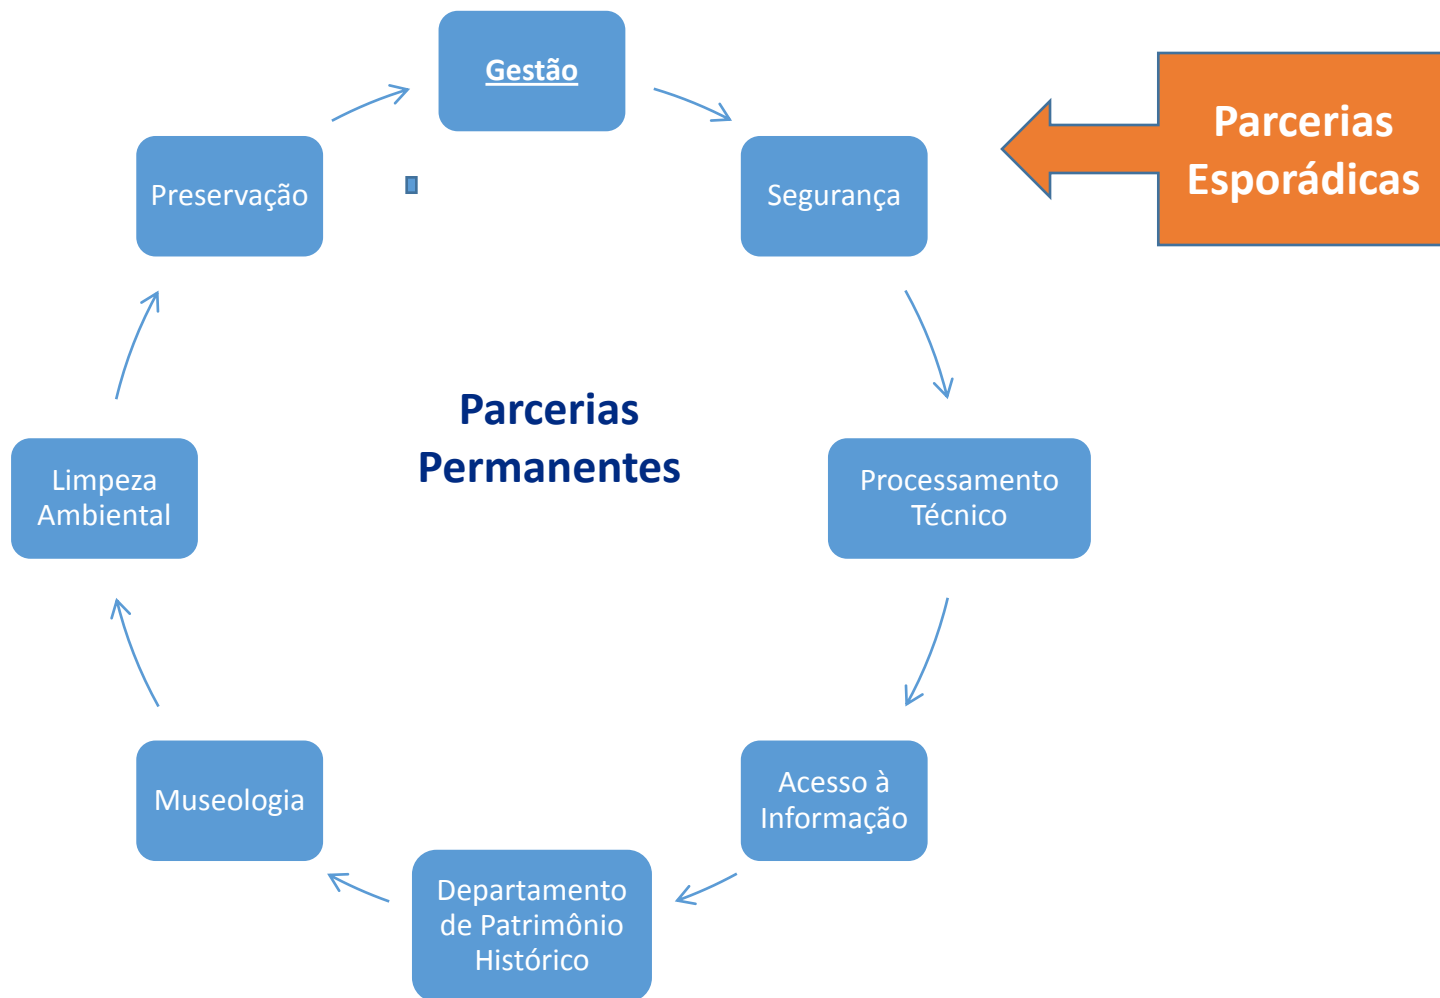 Gestão
Parcerias
Esporádicas
Preservação
Segurança
Parcerias
Permanentes
Limpeza
Ambiental
Processamento
Técnico
Museologia
Acesso à
Informação
Departamento
de Patrimônio
Histórico